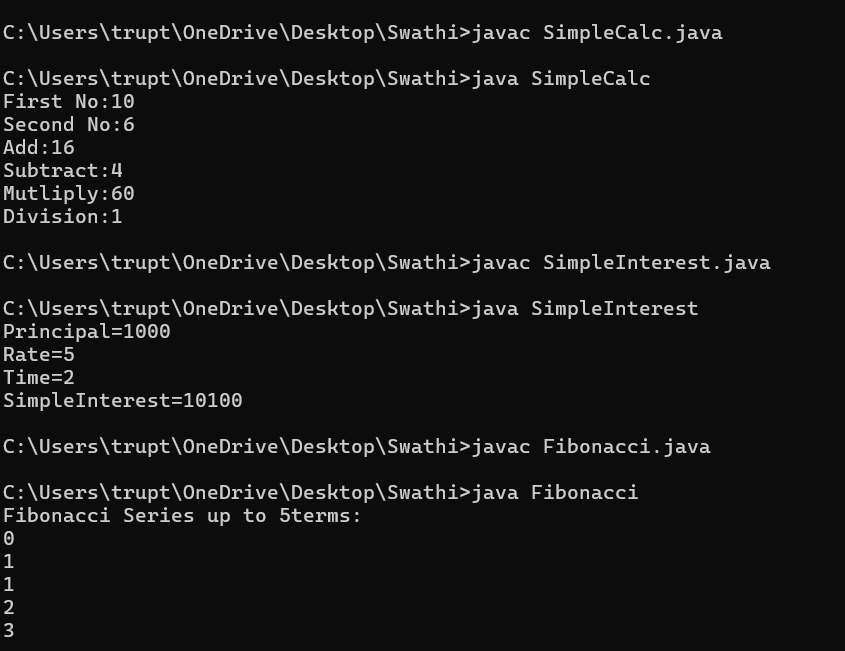 C:\Users\trupt\OneDrive\Desktop\Swathi>javac SimpleCalc.java
C:\Users\trupt\OneDrive\Desktop\Swathi>java SimpleCalc
First No:10
Second No:6
Add:16
Subtract:4
Mutliply:60
Division:1
C:\Users\trupt\OneDrive\Desktop\Swathi>javac SimpleInterest.java
C:\Users\trupt\OneDrive\Desktop\Swathi>java SimpleInterest
Principal=1000
Rate=5
Time=2
SimpleInterest=10100
C:\Users\trupt\OneDrive\Desktop\Swathi>javac Fibonacci.java
C:\Users\trupt\OneDrive\Desktop\Swathi>java Fibonacci
Fibonacci Series up to 5terms:
0
1
1
2
3